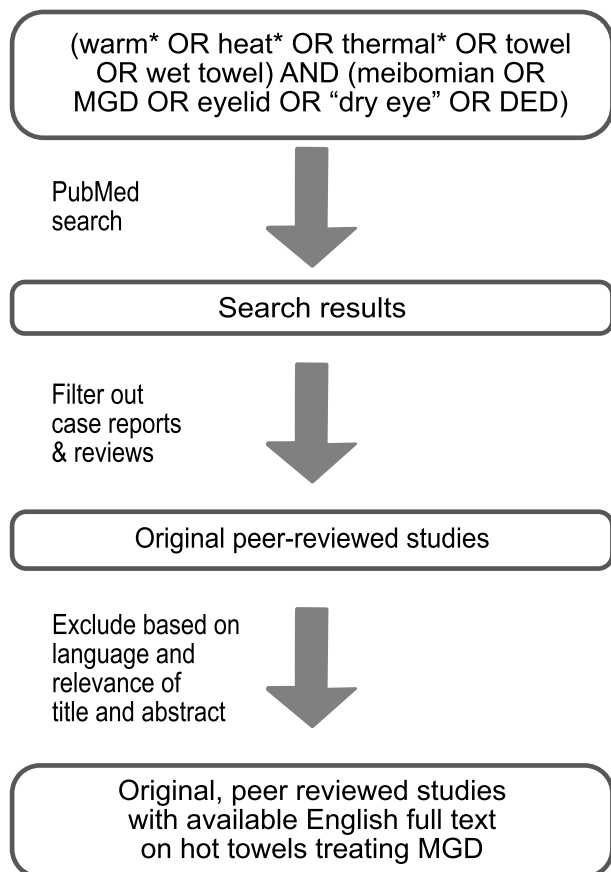 (warm* OR heat* OR thermal* OR towel
OR wet towel) AND (meibomian OR
MGD OR eyelid OR “dry eye” OR DED)
PubMed
search
Search results
Filter out
case reports
& reviews
Original peer-reviewed studies
Exclude based on
language and
relevance of
title and abstract
Original, peer reviewed studies
with available English full text
on hot towels treating MGD